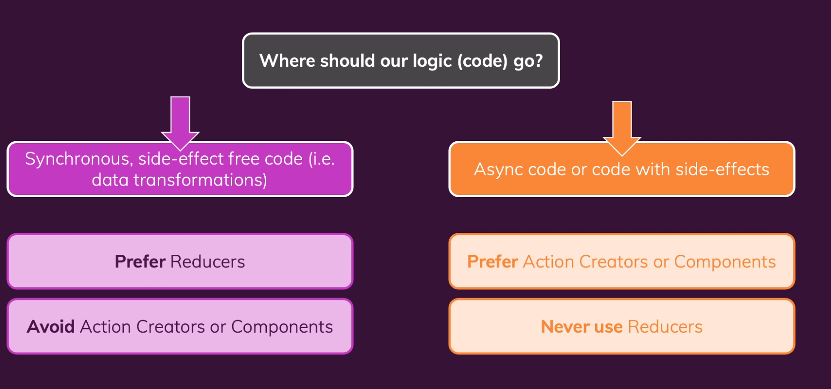 Where should our logic (code) go?
Synchronous, side-effect free code (i.e.
data transformations)
Prefer Reducers
Avoid Action Creators or Components
Async code or code with side-effects
Prefer Action Creators or Components
Never use Reducers